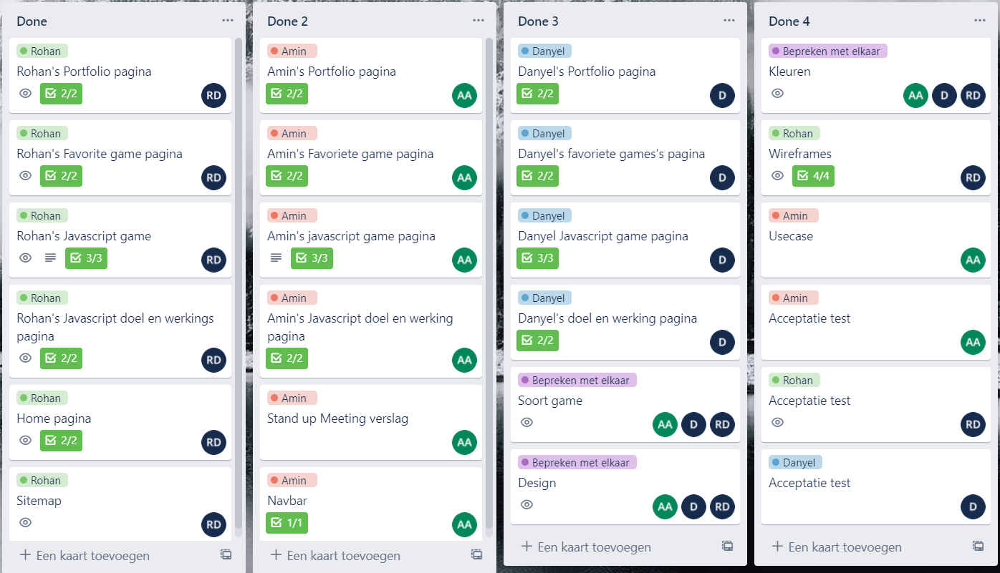 Done
Rohan
Rohan's Portfolio pagina
2/2
RD
Rohan
Rohan's Favorite game pagina
2/2
RD
Rohan
Rohan's Javascript game
3/3
RD
Rohan
Rohan's Javascript doel en werkings
pagina
2/2
RD
Rohan
Home pagina
2/2
RD
Rohan
Sitemap
RD
Een kaart toevoegen
Done 2
Amin
Amin's Portfolio pagina
2/2
AA
Amin
Amin's Favoriete game pagina
2/2
AA
Amin
Amin's javascript game pagina
3/3
AA
Amin
Amin's Javascript doel en werking
pagina
2/2
AA
Amin
Stand up Meeting verslag
AA
Amin
Navbar
1/1
AA
Een kaart toevoegen
Done 3
Danyel
Danyel's Portfolio pagina
2/2
D
Danyel
Danyel's favoriete games's pagina
2/2
D
Danyel
Danyel Javascript game pagina
3/3
D
Danyel
Danyel's doel en werking pagina
2/2
D
Bepreken met elkaar
Soort game
AA D RD
Bepreken met elkaar
Design
AA D RD
Een kaart toevoegen
Done 4
Bepreken met elkaar
Kleuren
AA D RD
Rohan
Wireframes
4/4
RD
Amin
Usecase
AA
Amin
Acceptatie test
AA
Rohan
Acceptatie test
RD
Danyel
Acceptatie test
D
Een kaart toevoegen